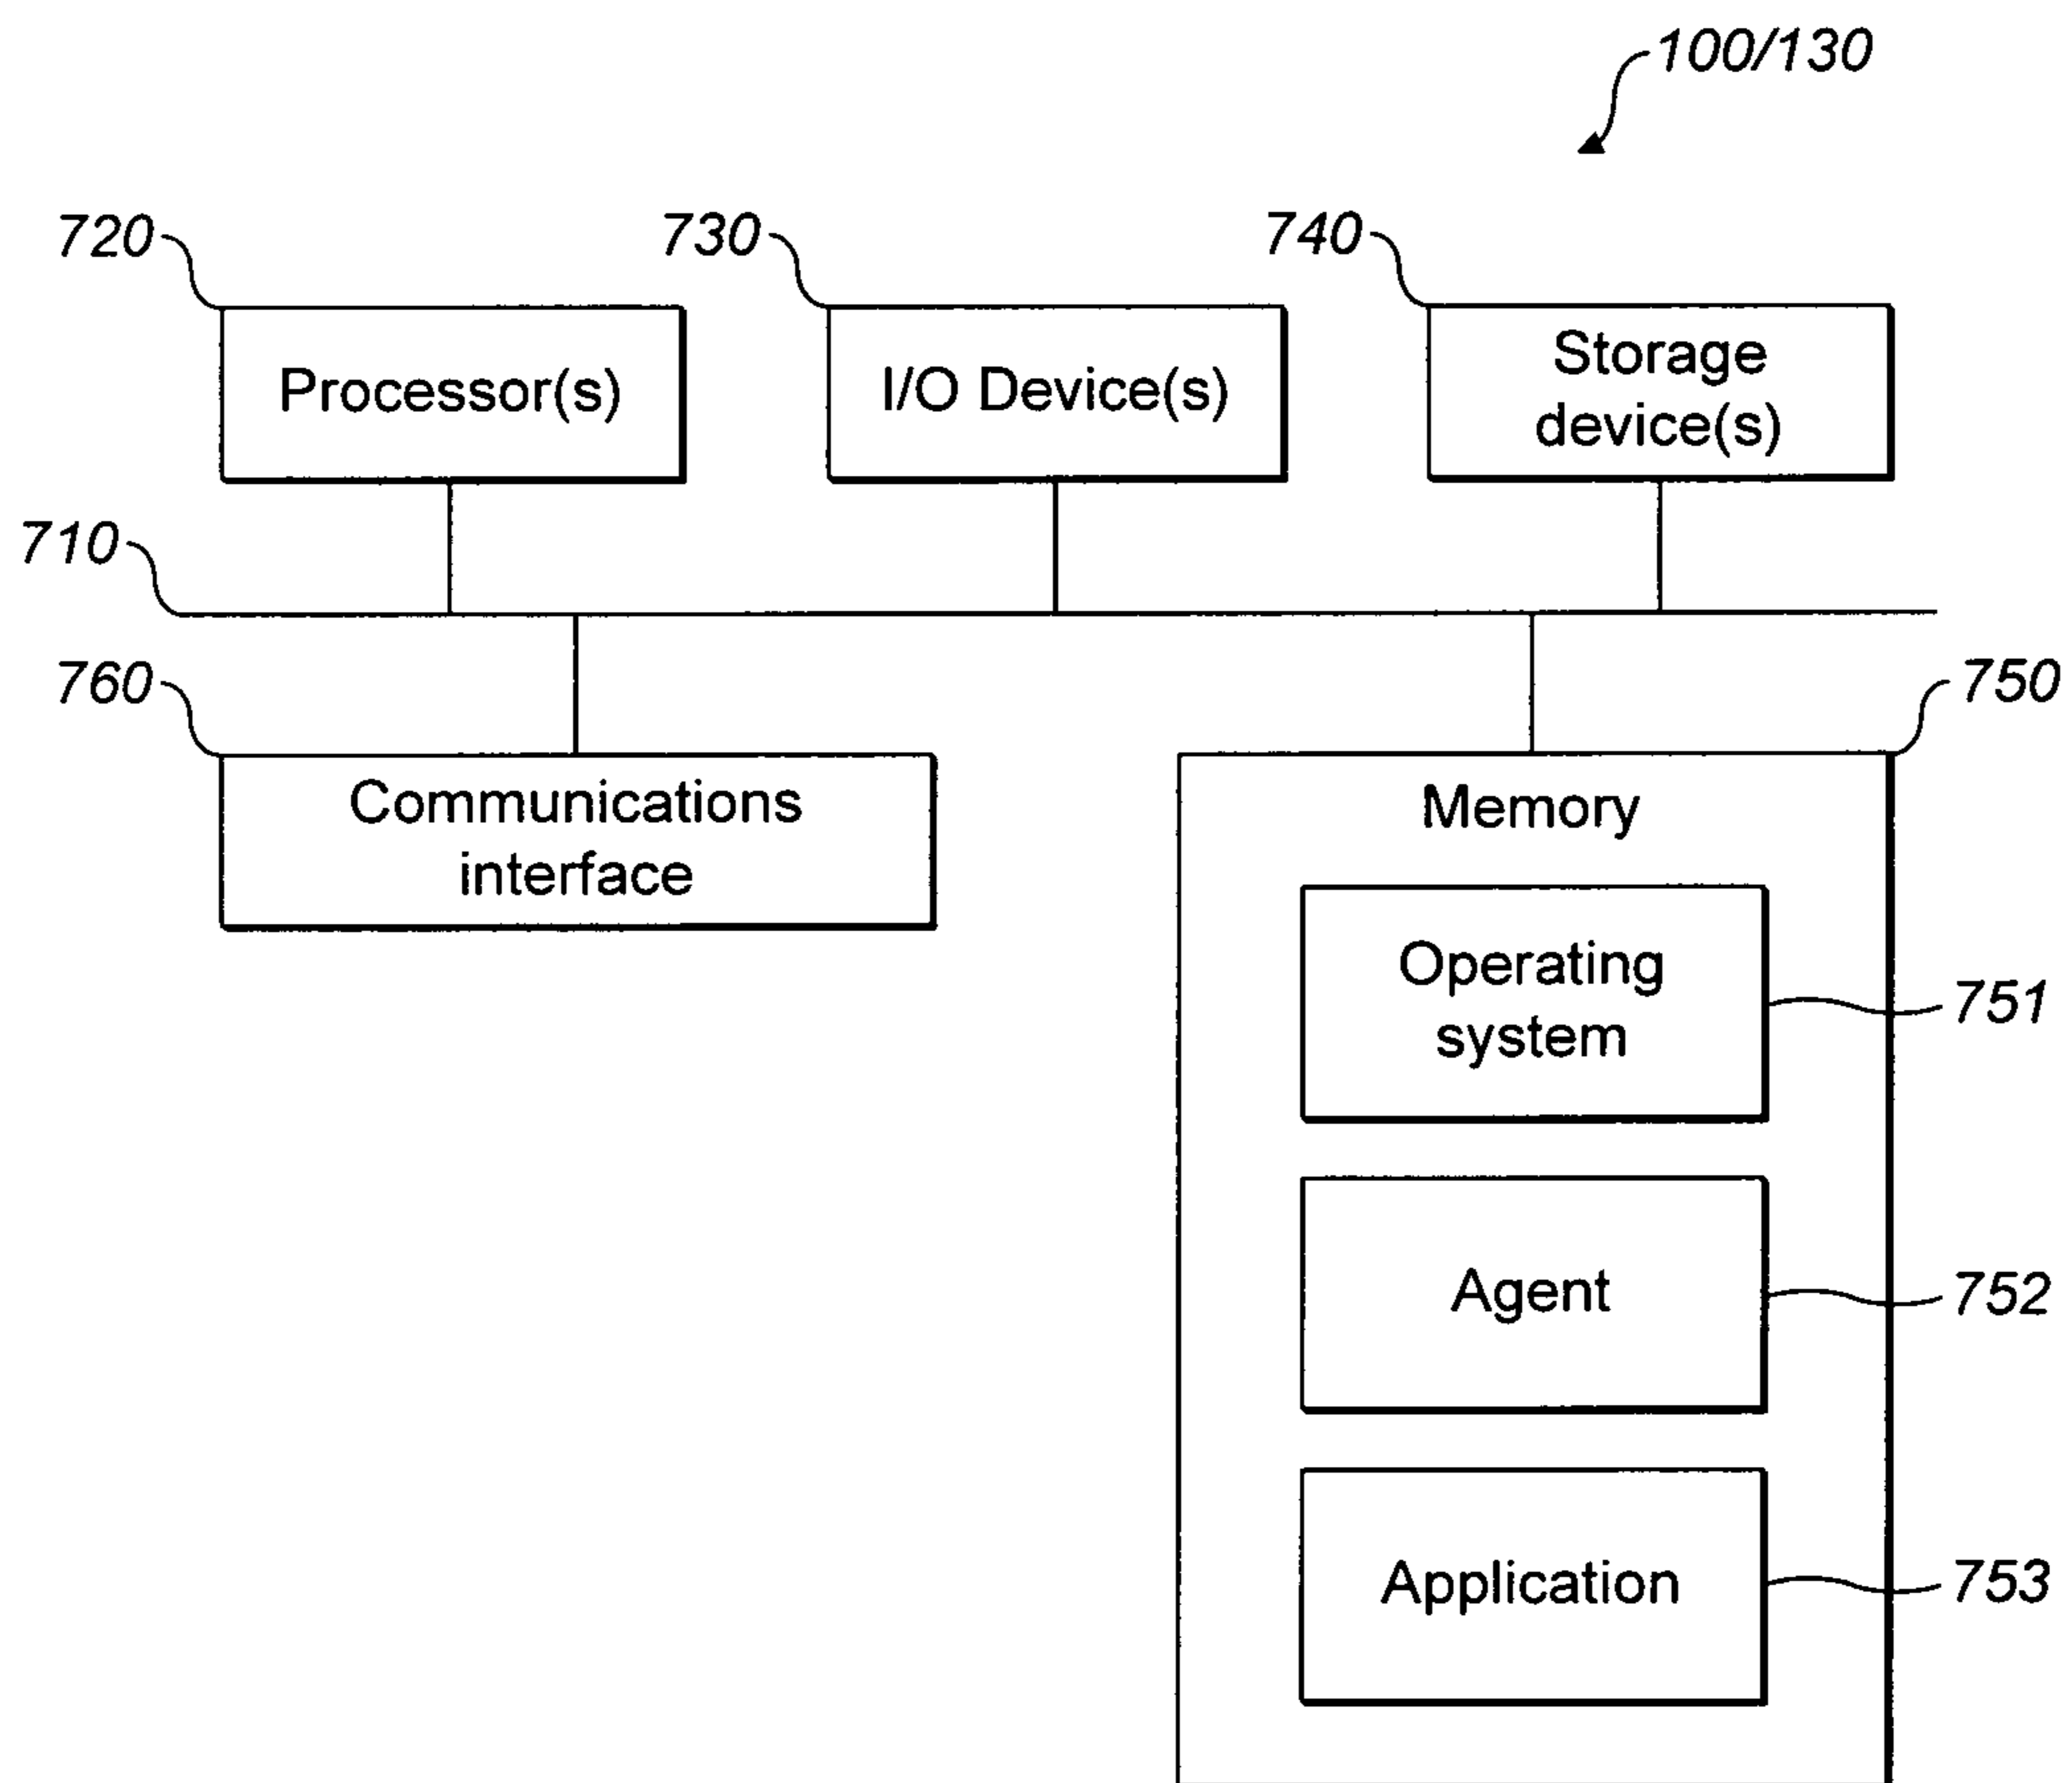 100/130
720
730
740
Processor(s)
I/O Device(s)
Storage
device(s)
710
760
750
Communications
interface
Memory
Operating
system
751
Agent
752
Application
753